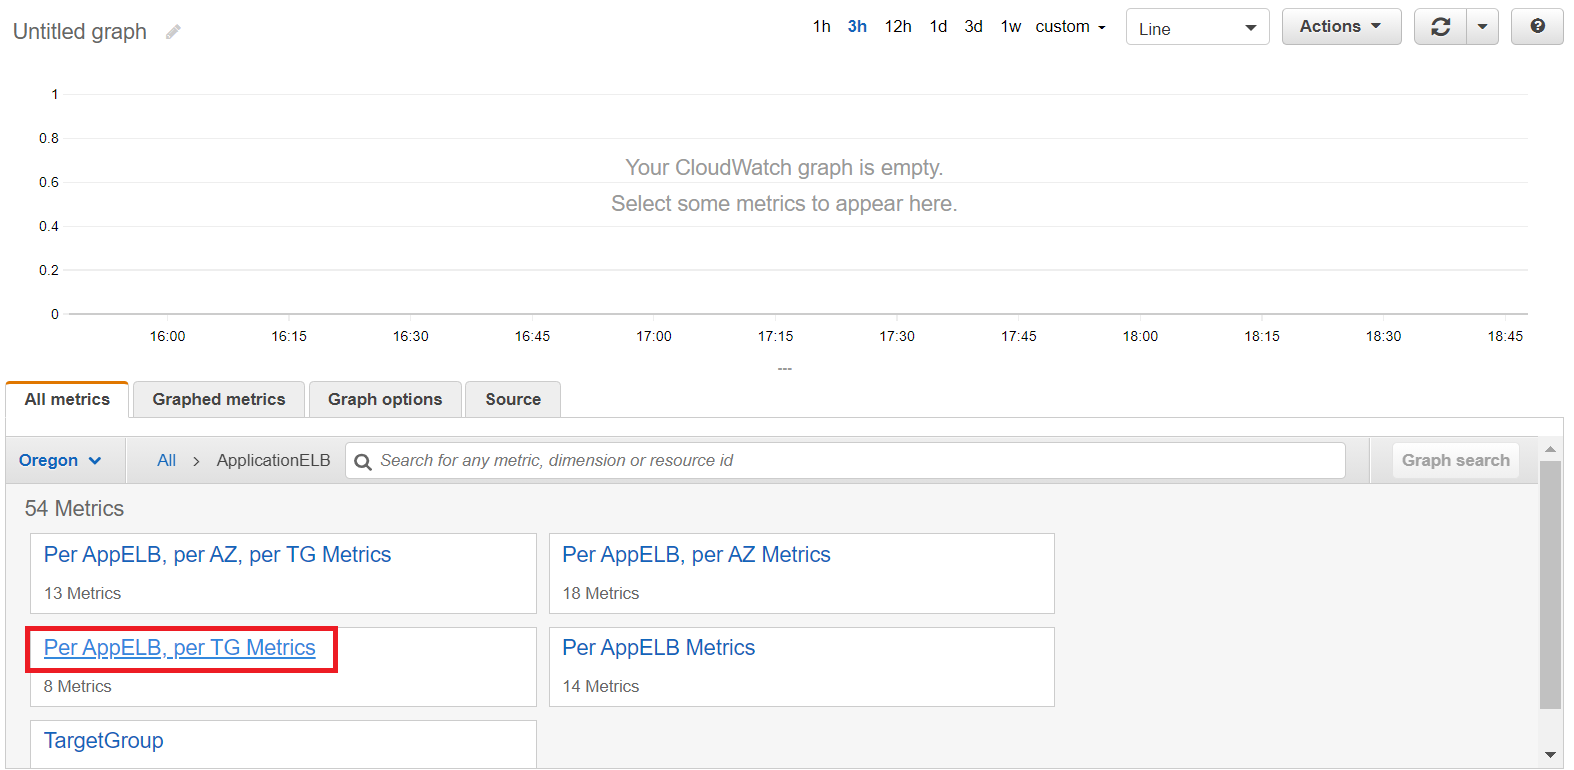 Untitled graph
1h 3h 12h 1d 3d 1w custom
Line
Actions
1
0.8
0.6
0.4
0.2
0
Your CloudWatch graph is empty.
Select some metrics to appear here.
16:00 16:15 16:30 16:45 17:00 17:15 17:30 17:45 18:00 18:15 18:30 18:45
---
All metrics Graphed metrics Graph options Source
Oregon All > ApplicationELB Search for any metric, dimension or resource id Graph search
54 Metrics
Per AppELB, per AZ, per TG Metrics
13 Metrics
Per AppELB, per AZ Metrics
18 Metrics
Per AppELB, per TG Metrics
8 Metrics
Per AppELB Metrics
14 Metrics
TargetGroup